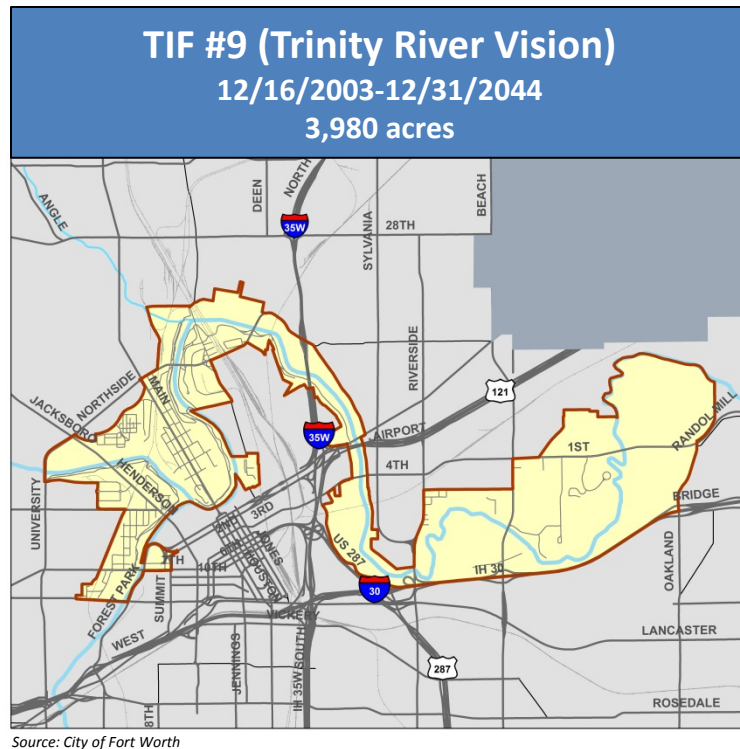 TIF #9 (Trinity River Vision)
12/16/2003-12/31/2044
3,980 acres
ANGLE
DEEN
NORTH
35W
SYLVANIA
BEACH
28TH
RIVERSIDE
121
NORTHSIDE
MAIN
JACKSBORO
HENDERSON
UNIVERSITY
35W
AIRPORT
4TH
1ST
RANDOL MILL
BRIDGE
OAKLAND
3RD
2ND
6TH
7TH
10TH
JONES
HOUSTON
US 287
IH 30
30
FOREST PARK
SUMMIT
WEST
VICKERY
JENNINGS
8TH
IH 35W SOUTH
287
LANCASTER
ROSEDALE
Source: City of Fort Worth